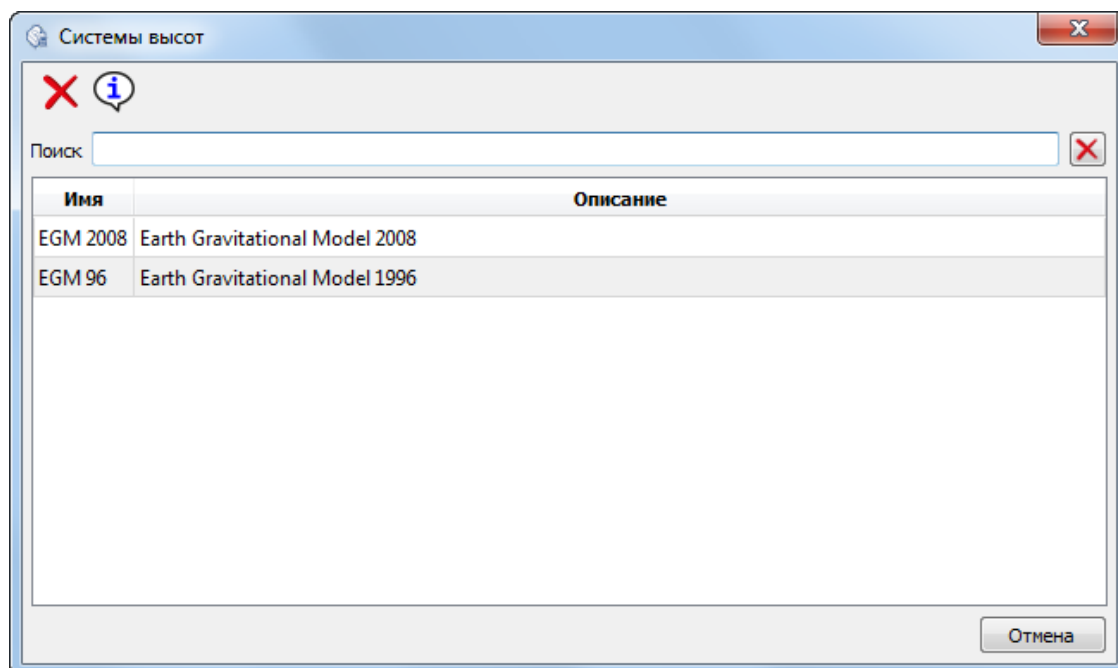 Системы высот
Поиск
Имя Описание
EGM 2008 Earth Gravitational Model 2008
EGM 96 Earth Gravitational Model 1996
Отмена